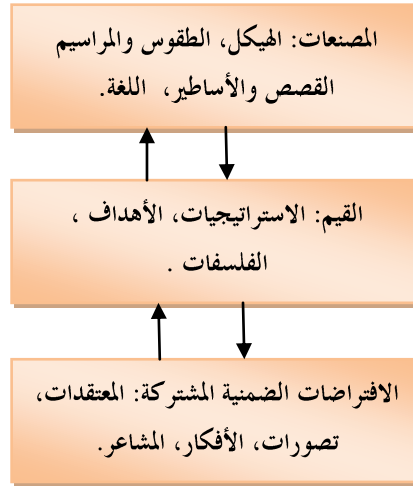 المصنعات: الهيكل، الطقوس والمراسيم
القصص والأساطير، اللغة.
القيم: الاستراتيجيات، الأهداف ،
الفلسفات .
الافتراضات الضمنية المشتركة: المعتقدات،
تصورات، الأفكار، المشاعر.